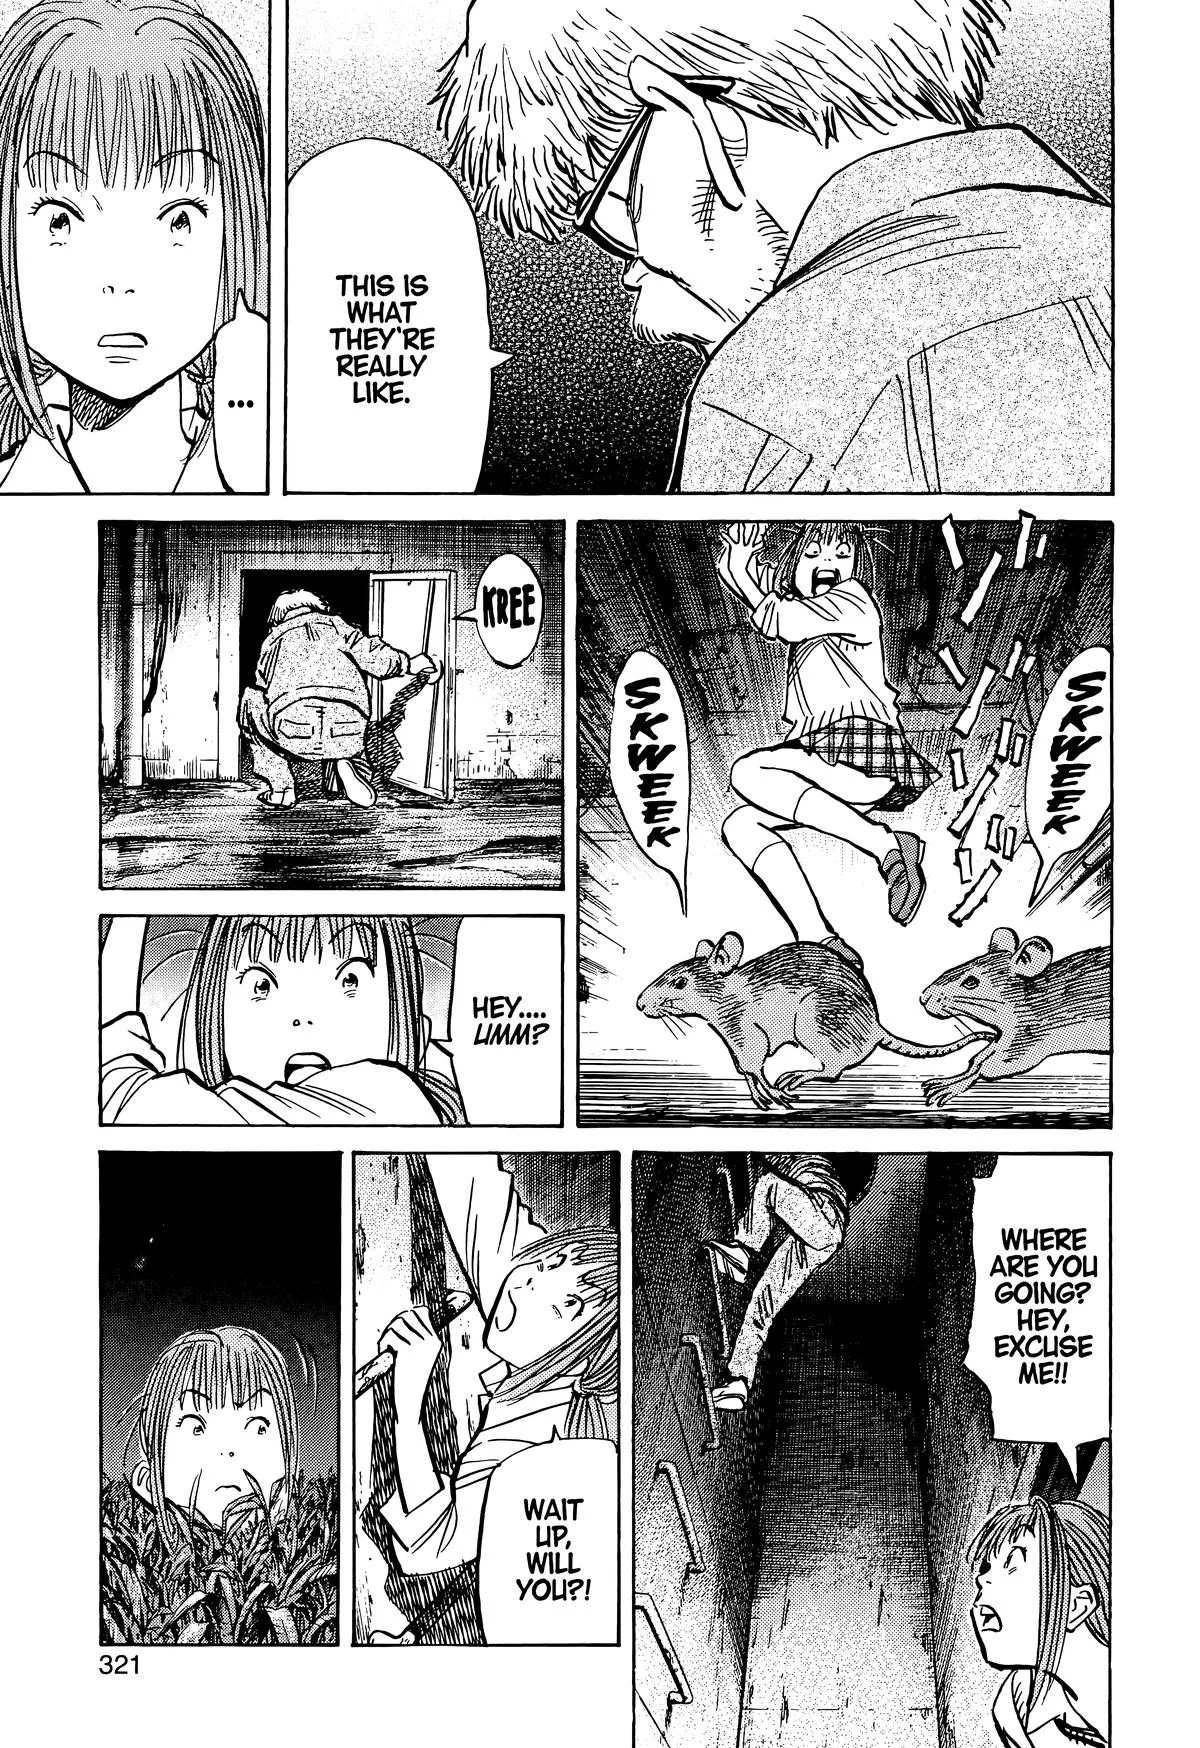 THIS IS
WHAT
THEY'RE
REALLY
LIKE.
...
SKWEEK
SKWEEK
KREE
HEY....
UMM?
WHERE
ARE YOU
GOING?
HEY,
EXCUSE
ME!!
WAIT
UP,
WILL
YOU?!
321